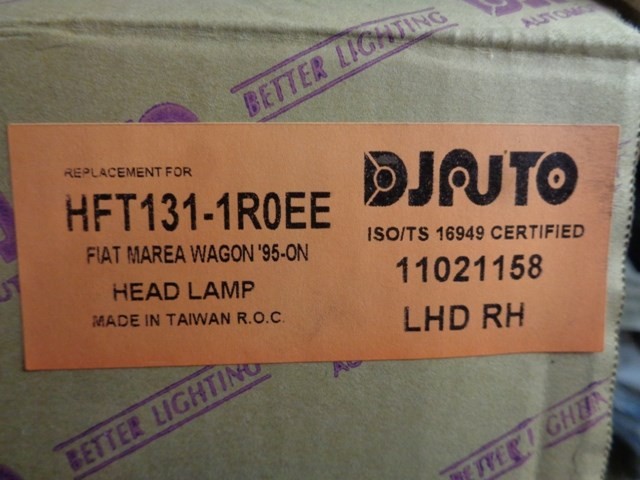 BETTER LIGHTING
AUTOMO
REPLACEMENT FOR
HFT131-1R0EE
FIAT MAREA WAGON '95-ON
HEAD LAMP
MADE IN TAIWAN R.O.C.
DJAUTO
ISO/TS 16949 CERTIFIED
11021158
LHD RH
BETTER LIGHTING
BETTER LIGHTING